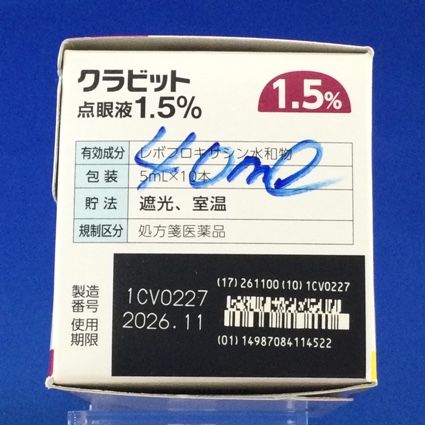 クラビット
点眼液1.5%
1.5%
有効成分 レボフロキサシン水和物
包装 5mL×10本
貯法 遮光、室温
規制区分 処方箋医薬品
製造番号 1CV0227
使用期限 2026.11
(17) 261100 (10) 1CV0227
(01) 14987084114522